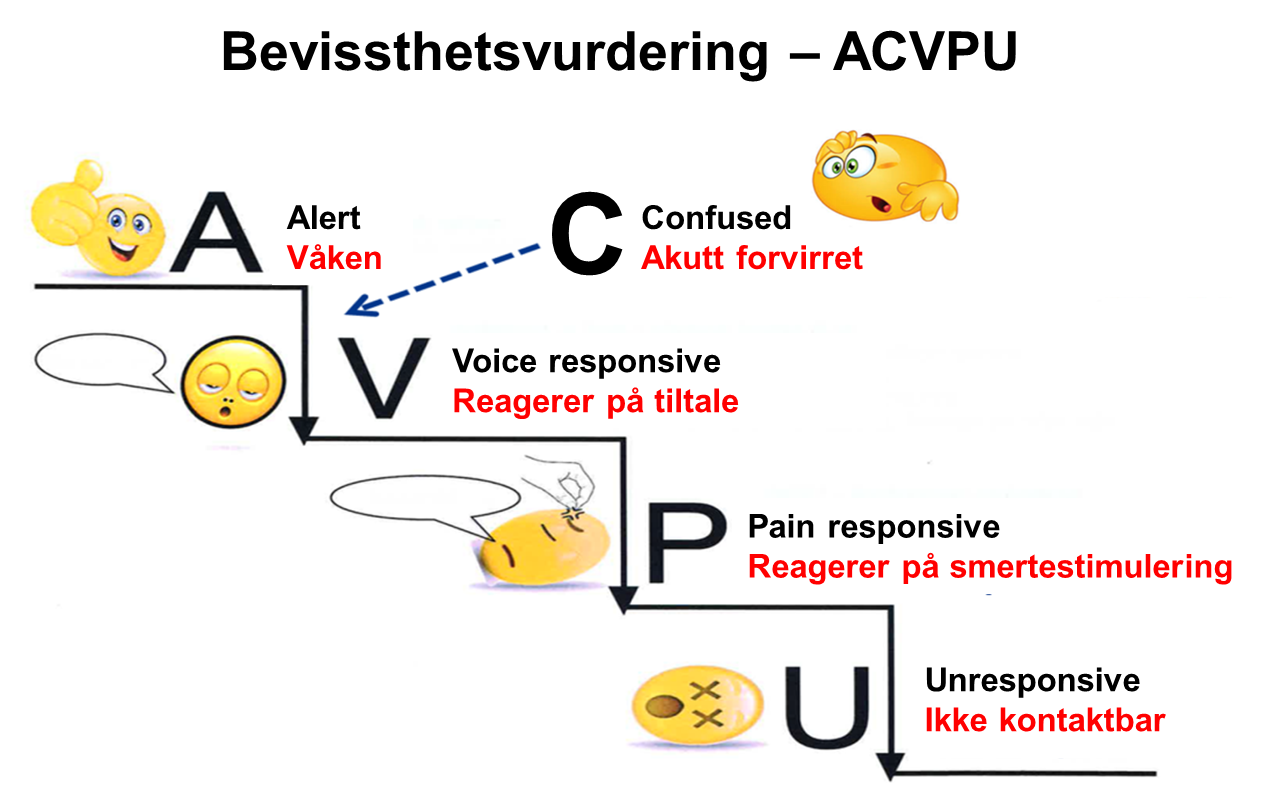 Bevissthetsvurdering – ACVPU
A
Alert
Våken
C
Confused
Akutt forvirret
V
Voice responsive
Reagerer på tiltale
P
Pain responsive
Reagerer på smertestimulering
U
Unresponsive
Ikke kontaktbar